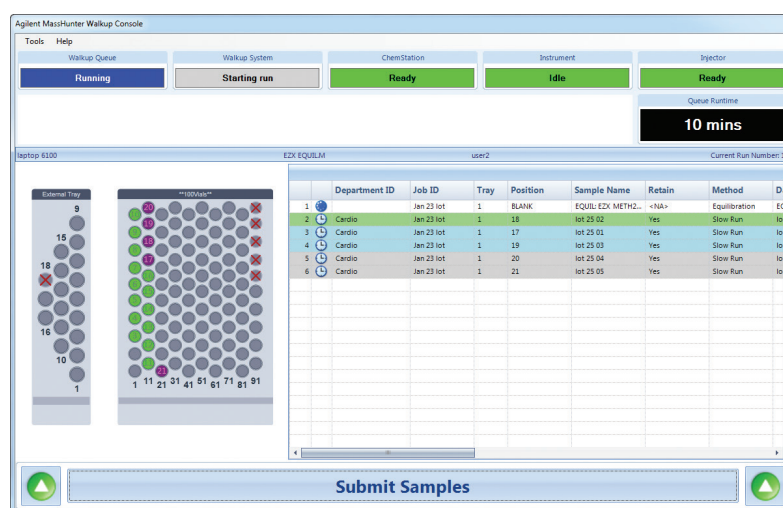 Agilent MassHunter Walkup Console
Tools Help
Walkup Queue Walkup System ChemStation Instrument Injector
Running Starting run Ready Idle Ready
Queue Runtime
10 mins
laptop 6100 EZX EQUIL.M user2 Current Run Number:
External Tray
9
15
18
16
10
1
**100Vials**
20
19
18
17
21
1 11 21 31 41 51 61 71 81 91
Department ID Job ID Tray Position Sample Name Retain Method
1 Jan 23 lot 1 BLANK EQUIL: EZX METH2... <NA> Equilibration
2 Cardio Jan 23 lot 1 18 lot 25 02 Yes Slow Run
3 Cardio Jan 23 lot 1 17 lot 25 01 Yes Slow Run
4 Cardio Jan 23 lot 1 19 lot 25 03 Yes Slow Run
5 Cardio Jan 23 lot 1 20 lot 25 04 Yes Slow Run
6 Cardio Jan 23 lot 1 21 lot 25 05 Yes Slow Run
Submit Samples